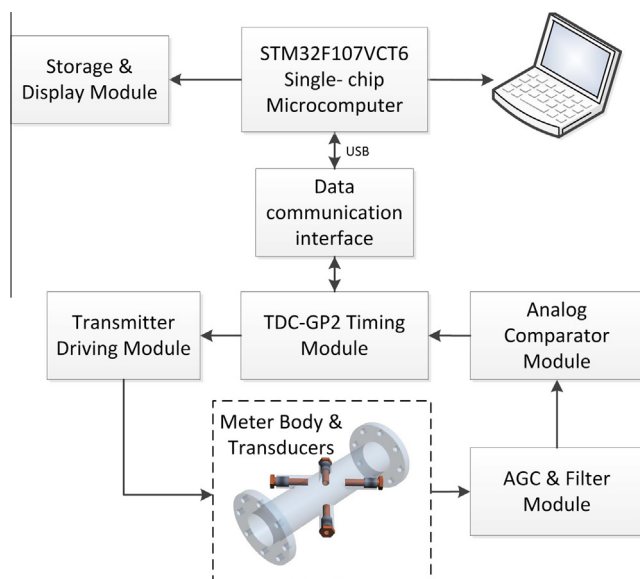 Storage &
Display Module
STM32F107VCT6
Single- chip
Microcomputer
USB
Data
communication
interface
Transmitter
Driving Module
TDC-GP2 Timing
Module
Analog
Comparator
Module
Meter Body &
Transducers
AGC & Filter
Module